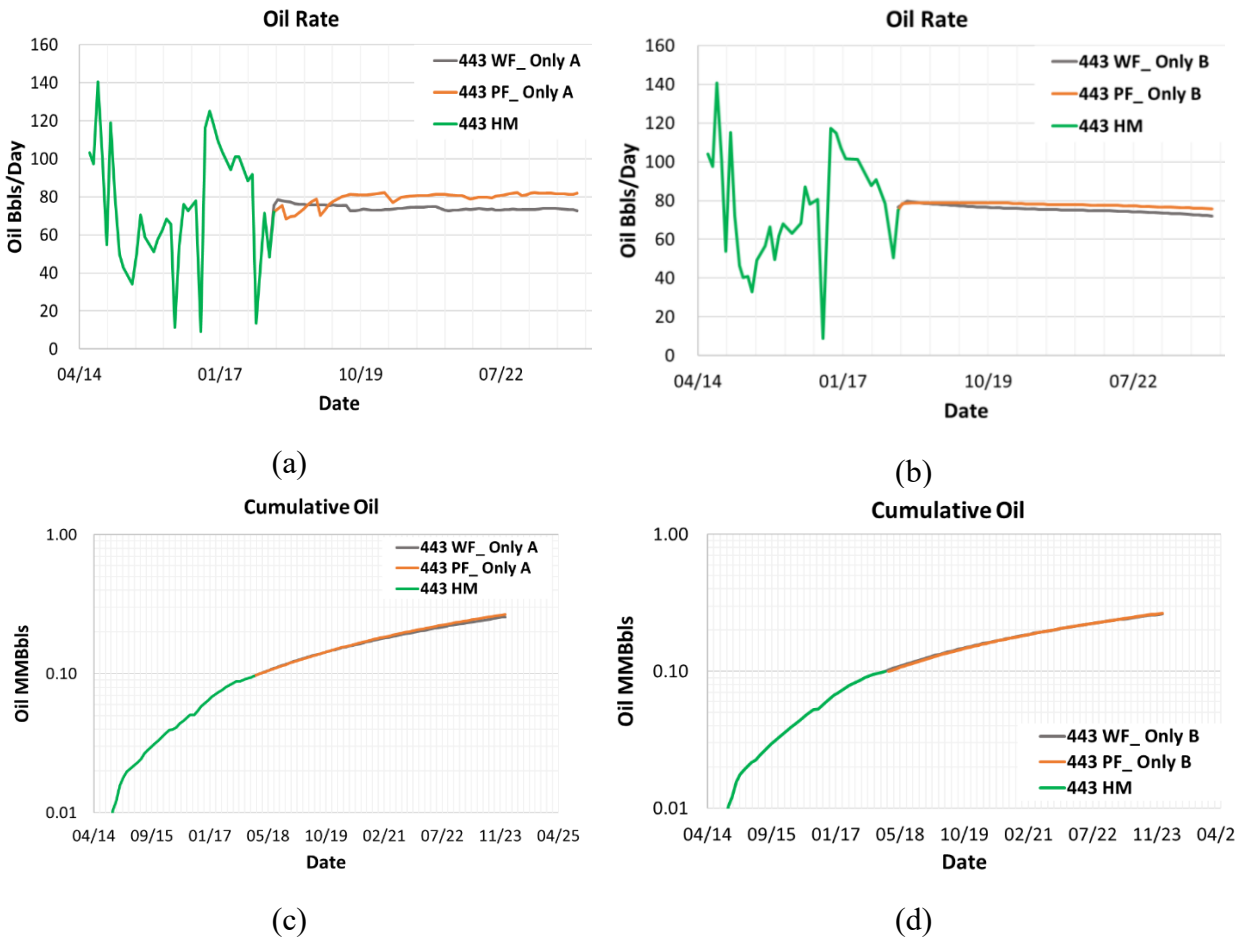 Oil Rate
160
140
120
100
80
60
40
20
0
Oil Bbls/Day
443 WF_ Only A
443 PF_ Only A
443 HM
04/14
01/17
10/19
07/22
Date
(a)
Oil Rate
160
140
120
100
80
60
40
20
0
Oil Bbls/Day
443 WF_ Only B
443 PF_ Only B
443 HM
04/14
01/17
10/19
07/22
Date
(b)
Cumulative Oil
1.00
0.10
0.01
Oil MMBbls
443 WF_ Only A
443 PF_ Only A
443 HM
04/14
09/15
01/17
05/18
10/19
02/21
07/22
11/23
04/25
Date
(c)
Cumulative Oil
1.00
0.10
0.01
Oil MMBbls
443 WF_ Only B
443 PF_ Only B
443 HM
04/14
09/15
01/17
05/18
10/19
02/21
07/22
11/23
04/2
Date
(d)